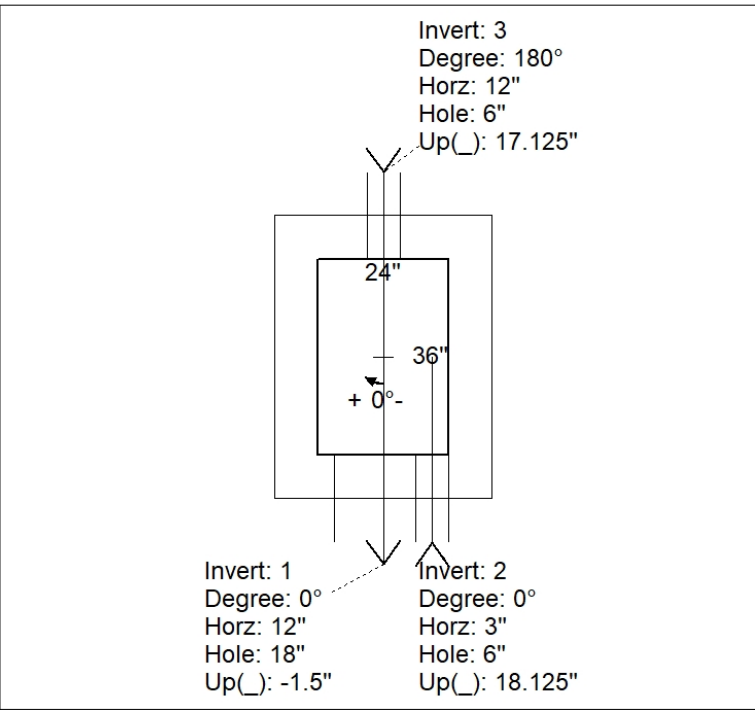 Invert: 3
Degree: 180°
Horz: 12"
Hole: 6"
Up(_): 17.125"
24"
36"
+ 0°-
Invert: 1
Degree: 0°
Horz: 12"
Hole: 18"
Up(_): -1.5"
Invert: 2
Degree: 0°
Horz: 3"
Hole: 6"
Up(_): 18.125"